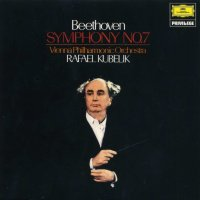 Beethoven
SYMPHONY NO.7
Vienna Philharmonic Orchestra
RAFAEL KUBELIK
PRIVILEGE